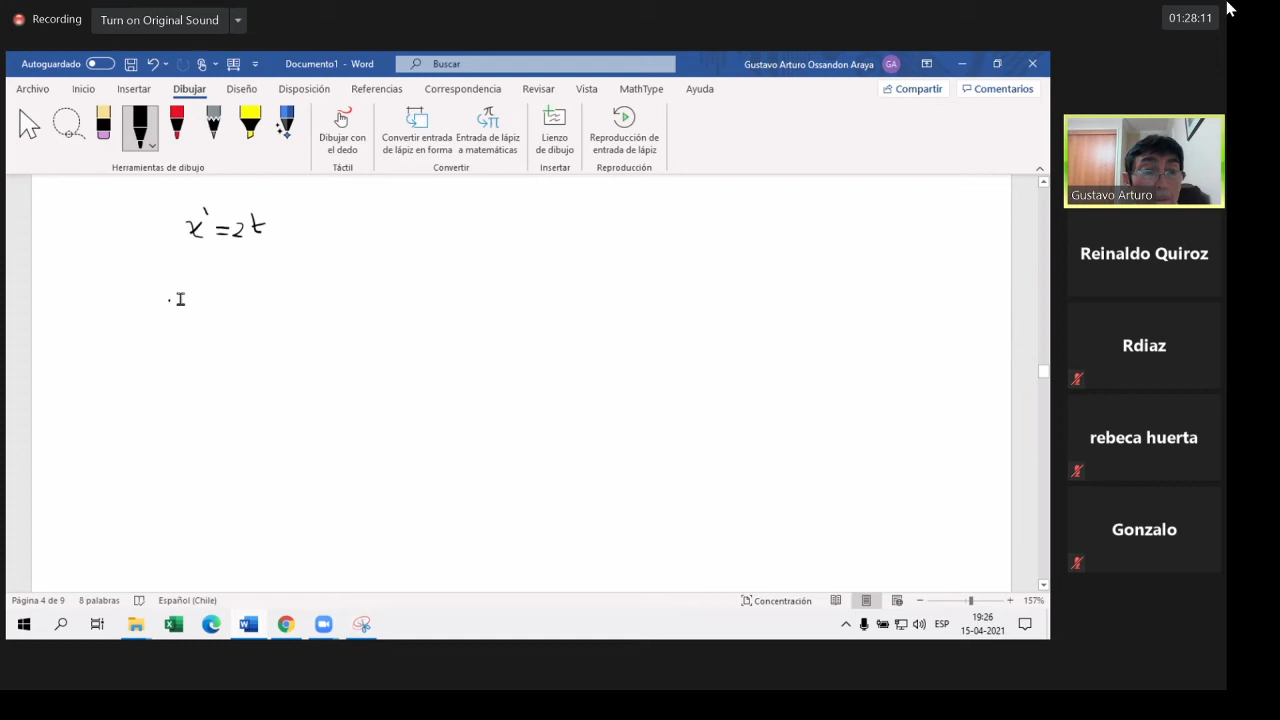 Recording
Turn on Original Sound
01:28:11
Autoguardado
Documento1 - Word
Buscar
Gustavo Arturo Ossandon Araya
GA
Archivo Inicio Insertar Dibujar Diseño Disposición Referencias Correspondencia Revisar Vista MathType Ayuda
Compartir
Comentarios
Dibujar con el dedo
Convertir entrada de lápiz en forma
Entrada de lápiz a matemáticas
Lienzo de dibujo
Reproducción de entrada de lápiz
Herramientas de dibujo
Táctil
Convertir
Insertar
Reproducción
x' = 2t
Gustavo Arturo
Reinaldo Quiroz
Rdiaz
rebeca huerta
Gonzalo
Página 4 de 9
8 palabras
Español (Chile)
Concentración
157%
ESP
19:26
15-04-2021